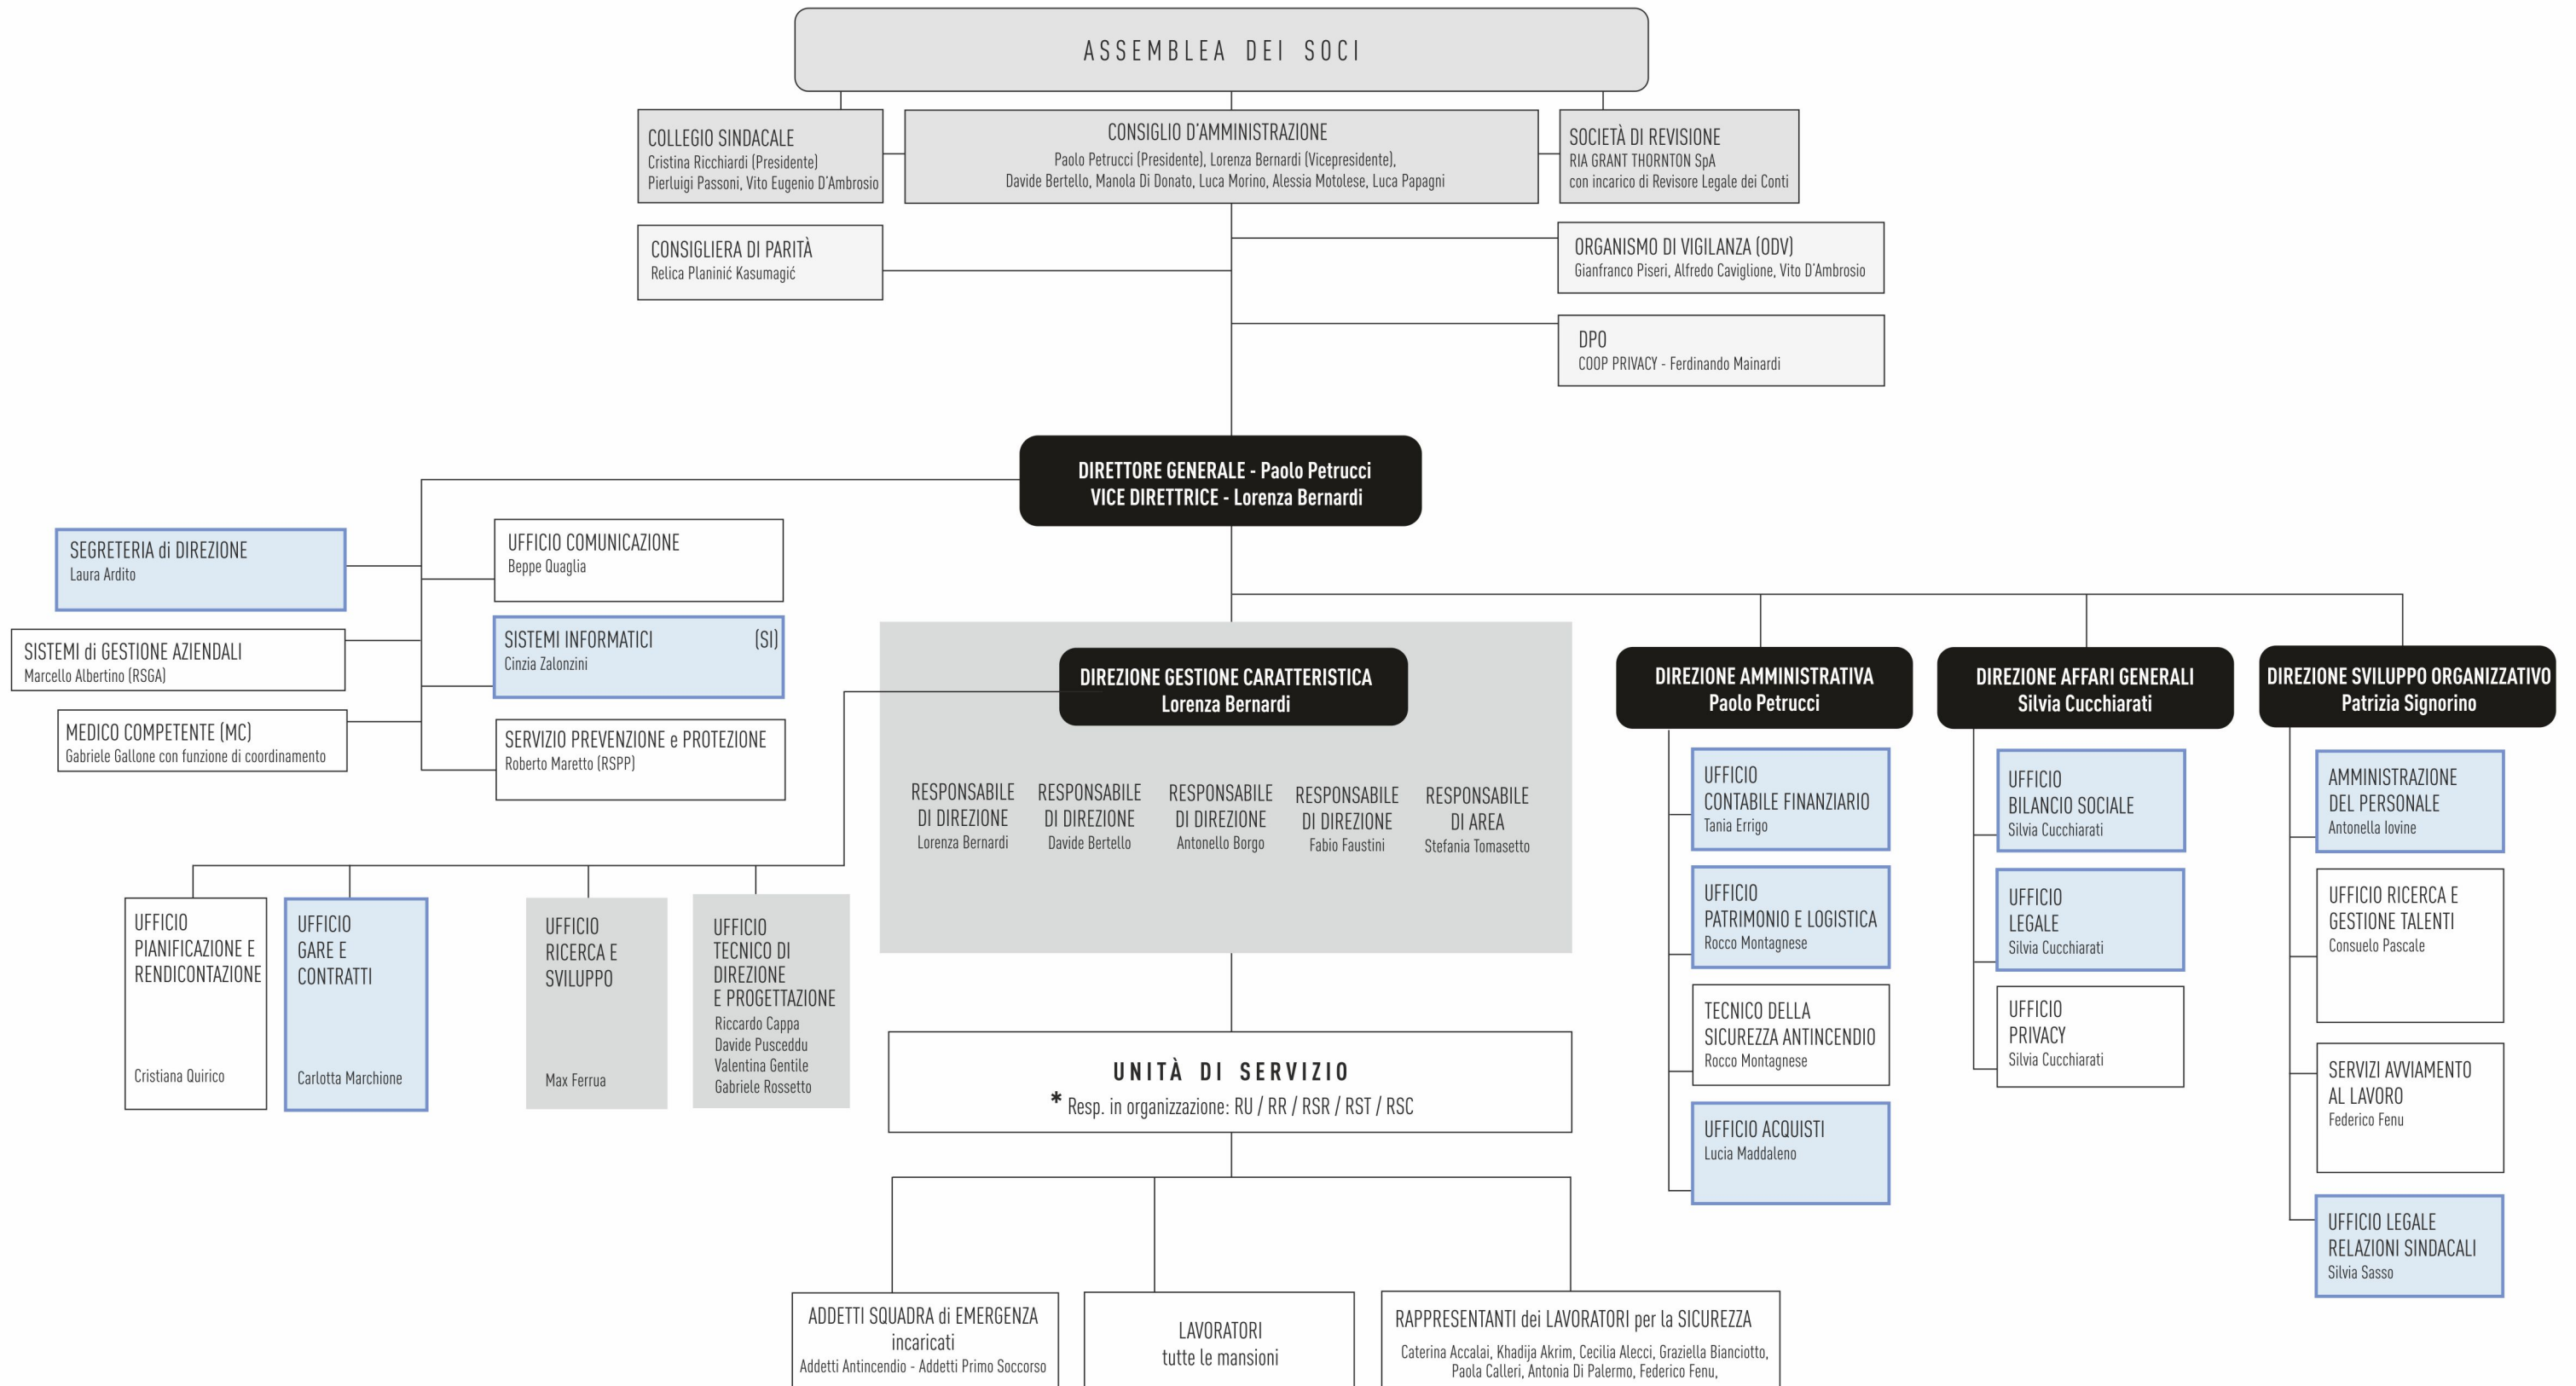 ASSEMBLEA DEI SOCI
COLLEGIO SINDACALE
Cristina Ricchiardi (Presidente)
Pierluigi Passoni, Vito Eugenio D'Ambrosio
CONSIGLIO D'AMMINISTRAZIONE
Paolo Petrucci (Presidente), Lorenza Bernardi (Vicepresidente),
Davide Bertello, Manola Di Donato, Luca Morino, Alessia Motolese, Luca Papagni
SOCIETÀ DI REVISIONE
RIA GRANT THORNTON SpA
con incarico di Revisore Legale dei Conti
CONSIGLIERA DI PARITÀ
Relica Planinić Kasumagić
ORGANISMO DI VIGILANZA (ODV)
Gianfranco Piseri, Alfredo Caviglione, Vito D'Ambrosio
DPO
COOP PRIVACY - Ferdinando Mainardi
DIRETTORE GENERALE - Paolo Petrucci
VICE DIRETTRICE - Lorenza Bernardi
SEGRETERIA di DIREZIONE
Laura Ardito
UFFICIO COMUNICAZIONE
Beppe Quaglia
SISTEMI di GESTIONE AZIENDALI
Marcello Albertino (RSGA)
SISTEMI INFORMATICI (SI)
Cinzia Zalonzini
MEDICO COMPETENTE (MC)
Gabriele Gallone con funzione di coordinamento
SERVIZIO PREVENZIONE e PROTEZIONE
Roberto Maretto (RSPP)
DIREZIONE GESTIONE CARATTERISTICA
Lorenza Bernardi
RESPONSABILE
DI DIREZIONE
Lorenza Bernardi
RESPONSABILE
DI DIREZIONE
Davide Bertello
RESPONSABILE
DI DIREZIONE
Antonello Borgo
RESPONSABILE
DI DIREZIONE
Fabio Faustini
RESPONSABILE
DI AREA
Stefania Tomasetto
DIREZIONE AMMINISTRATIVA
Paolo Petrucci
UFFICIO
CONTABILE FINANZIARIO
Tania Errigo
UFFICIO
PATRIMONIO E LOGISTICA
Rocco Montagnese
TECNICO DELLA
SICUREZZA ANTINCENDIO
Rocco Montagnese
UFFICIO ACQUISTI
Lucia Maddaleno
DIREZIONE AFFARI GENERALI
Silvia Cucchiarati
UFFICIO
BILANCIO SOCIALE
Silvia Cucchiarati
UFFICIO
LEGALE
Silvia Cucchiarati
UFFICIO
PRIVACY
Silvia Cucchiarati
DIREZIONE SVILUPPO ORGANIZZATIVO
Patrizia Signorino
AMMINISTRAZIONE
DEL PERSONALE
Antonella Iovine
UFFICIO RICERCA E
GESTIONE TALENTI
Consuelo Pascale
SERVIZI AVVIAMENTO
AL LAVORO
Federico Fenu
UFFICIO LEGALE
RELAZIONI SINDACALI
Silvia Sasso
UFFICIO
PIANIFICAZIONE E
RENDICONTAZIONE
Cristiana Quirico
UFFICIO
GARE E
CONTRATTI
Carlotta Marchione
UFFICIO
RICERCA E
SVILUPPO
Max Ferrua
UFFICIO
TECNICO DI
DIREZIONE
E PROGETTAZIONE
Riccardo Cappa
Davide Pusceddu
Valentina Gentile
Gabriele Rossetto
UNITÀ DI SERVIZIO
* Resp. in organizzazione: RU / RR / RSR / RST / RSC
ADDETTI SQUADRA di EMERGENZA
incaricati
Addetti Antincendio - Addetti Primo Soccorso
LAVORATORI
tutte le mansioni
RAPPRESENTANTI dei LAVORATORI per la SICUREZZA
Caterina Accalai, Khadija Akrim, Cecilia Alecci, Graziella Bianciotto,
Paola Calleri, Antonia Di Palermo, Federico Fenu,